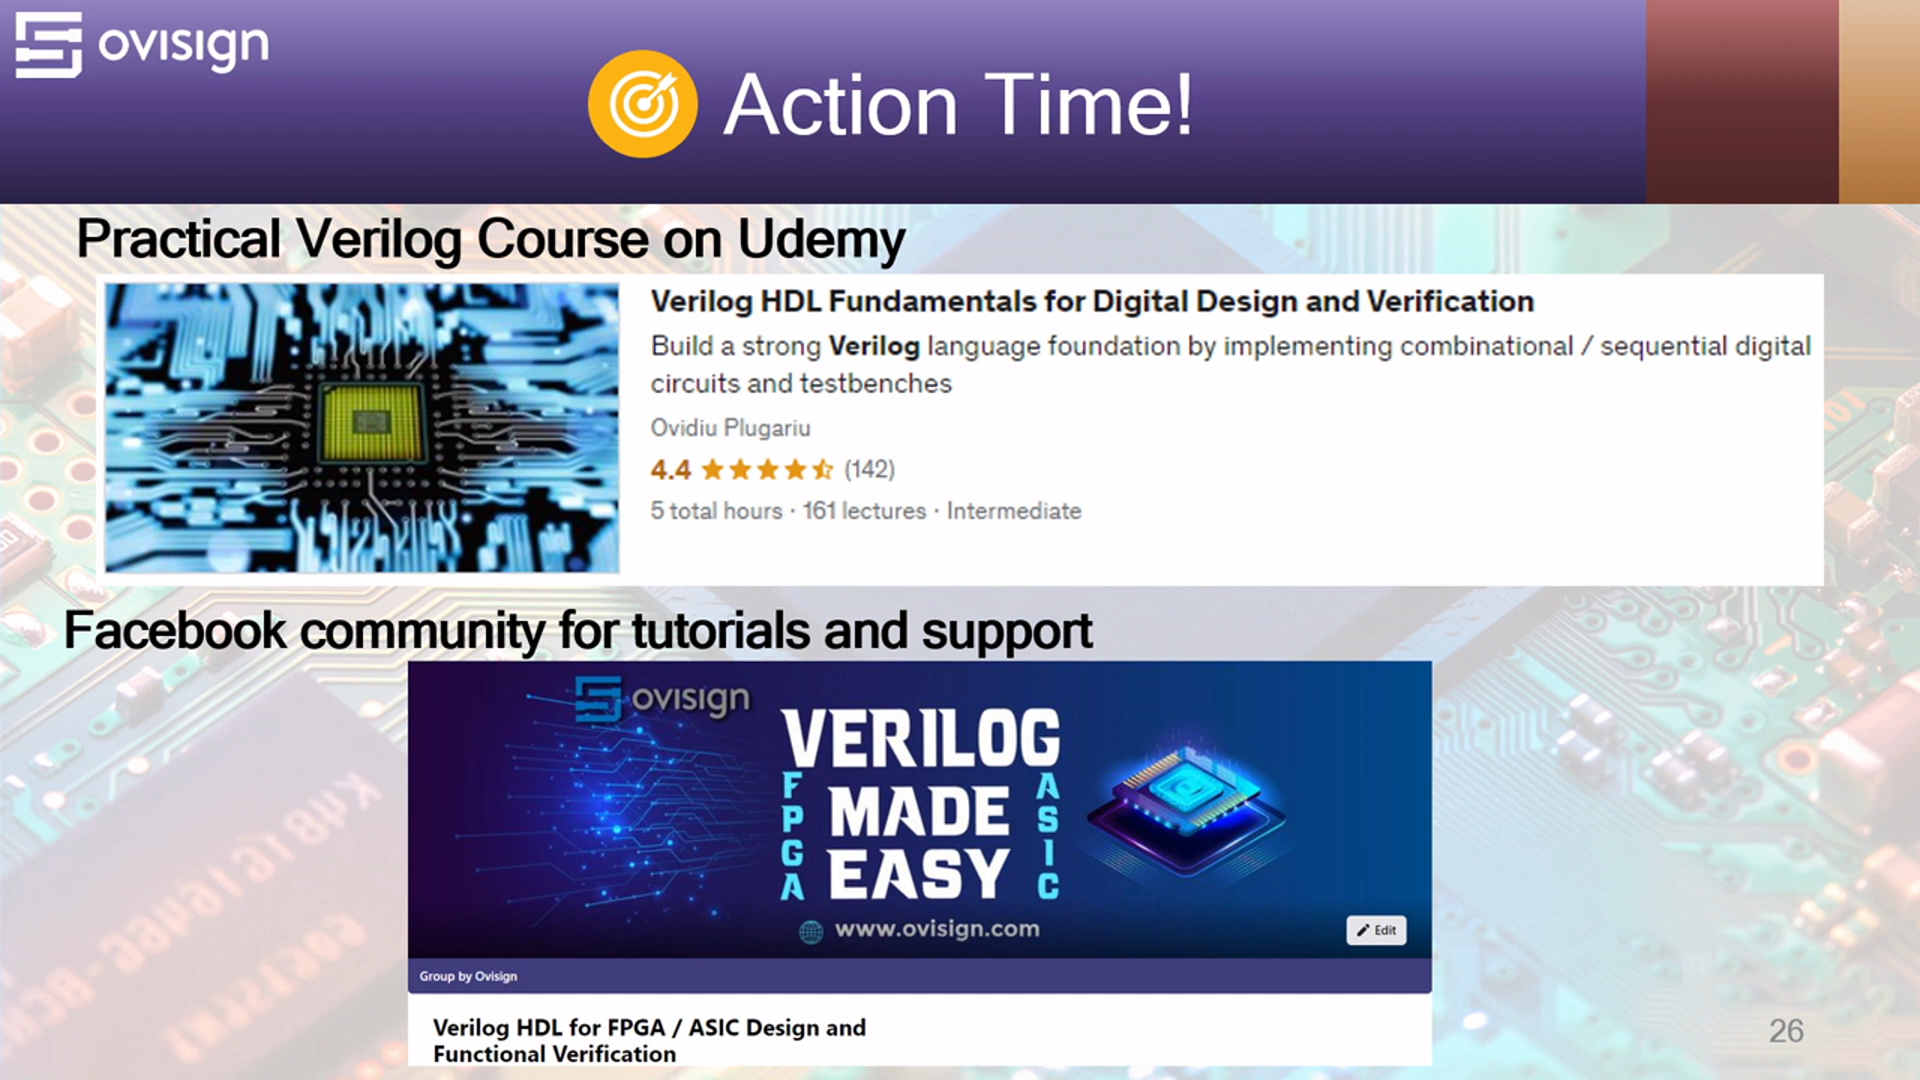 ovisign
Action Time!
Practical Verilog Course on Udemy
Verilog HDL Fundamentals for Digital Design and Verification
Build a strong Verilog language foundation by implementing combinational / sequential digital
circuits and testbenches
Ovidiu Plugariu
4.4 (142)
5 total hours · 161 lectures · Intermediate
Facebook community for tutorials and support
ovisign
VERILOG
FPGA
MADE
EASY
ASIC
www.ovisign.com
Edit
Group by Ovisign
Verilog HDL for FPGA / ASIC Design and
Functional Verification
26